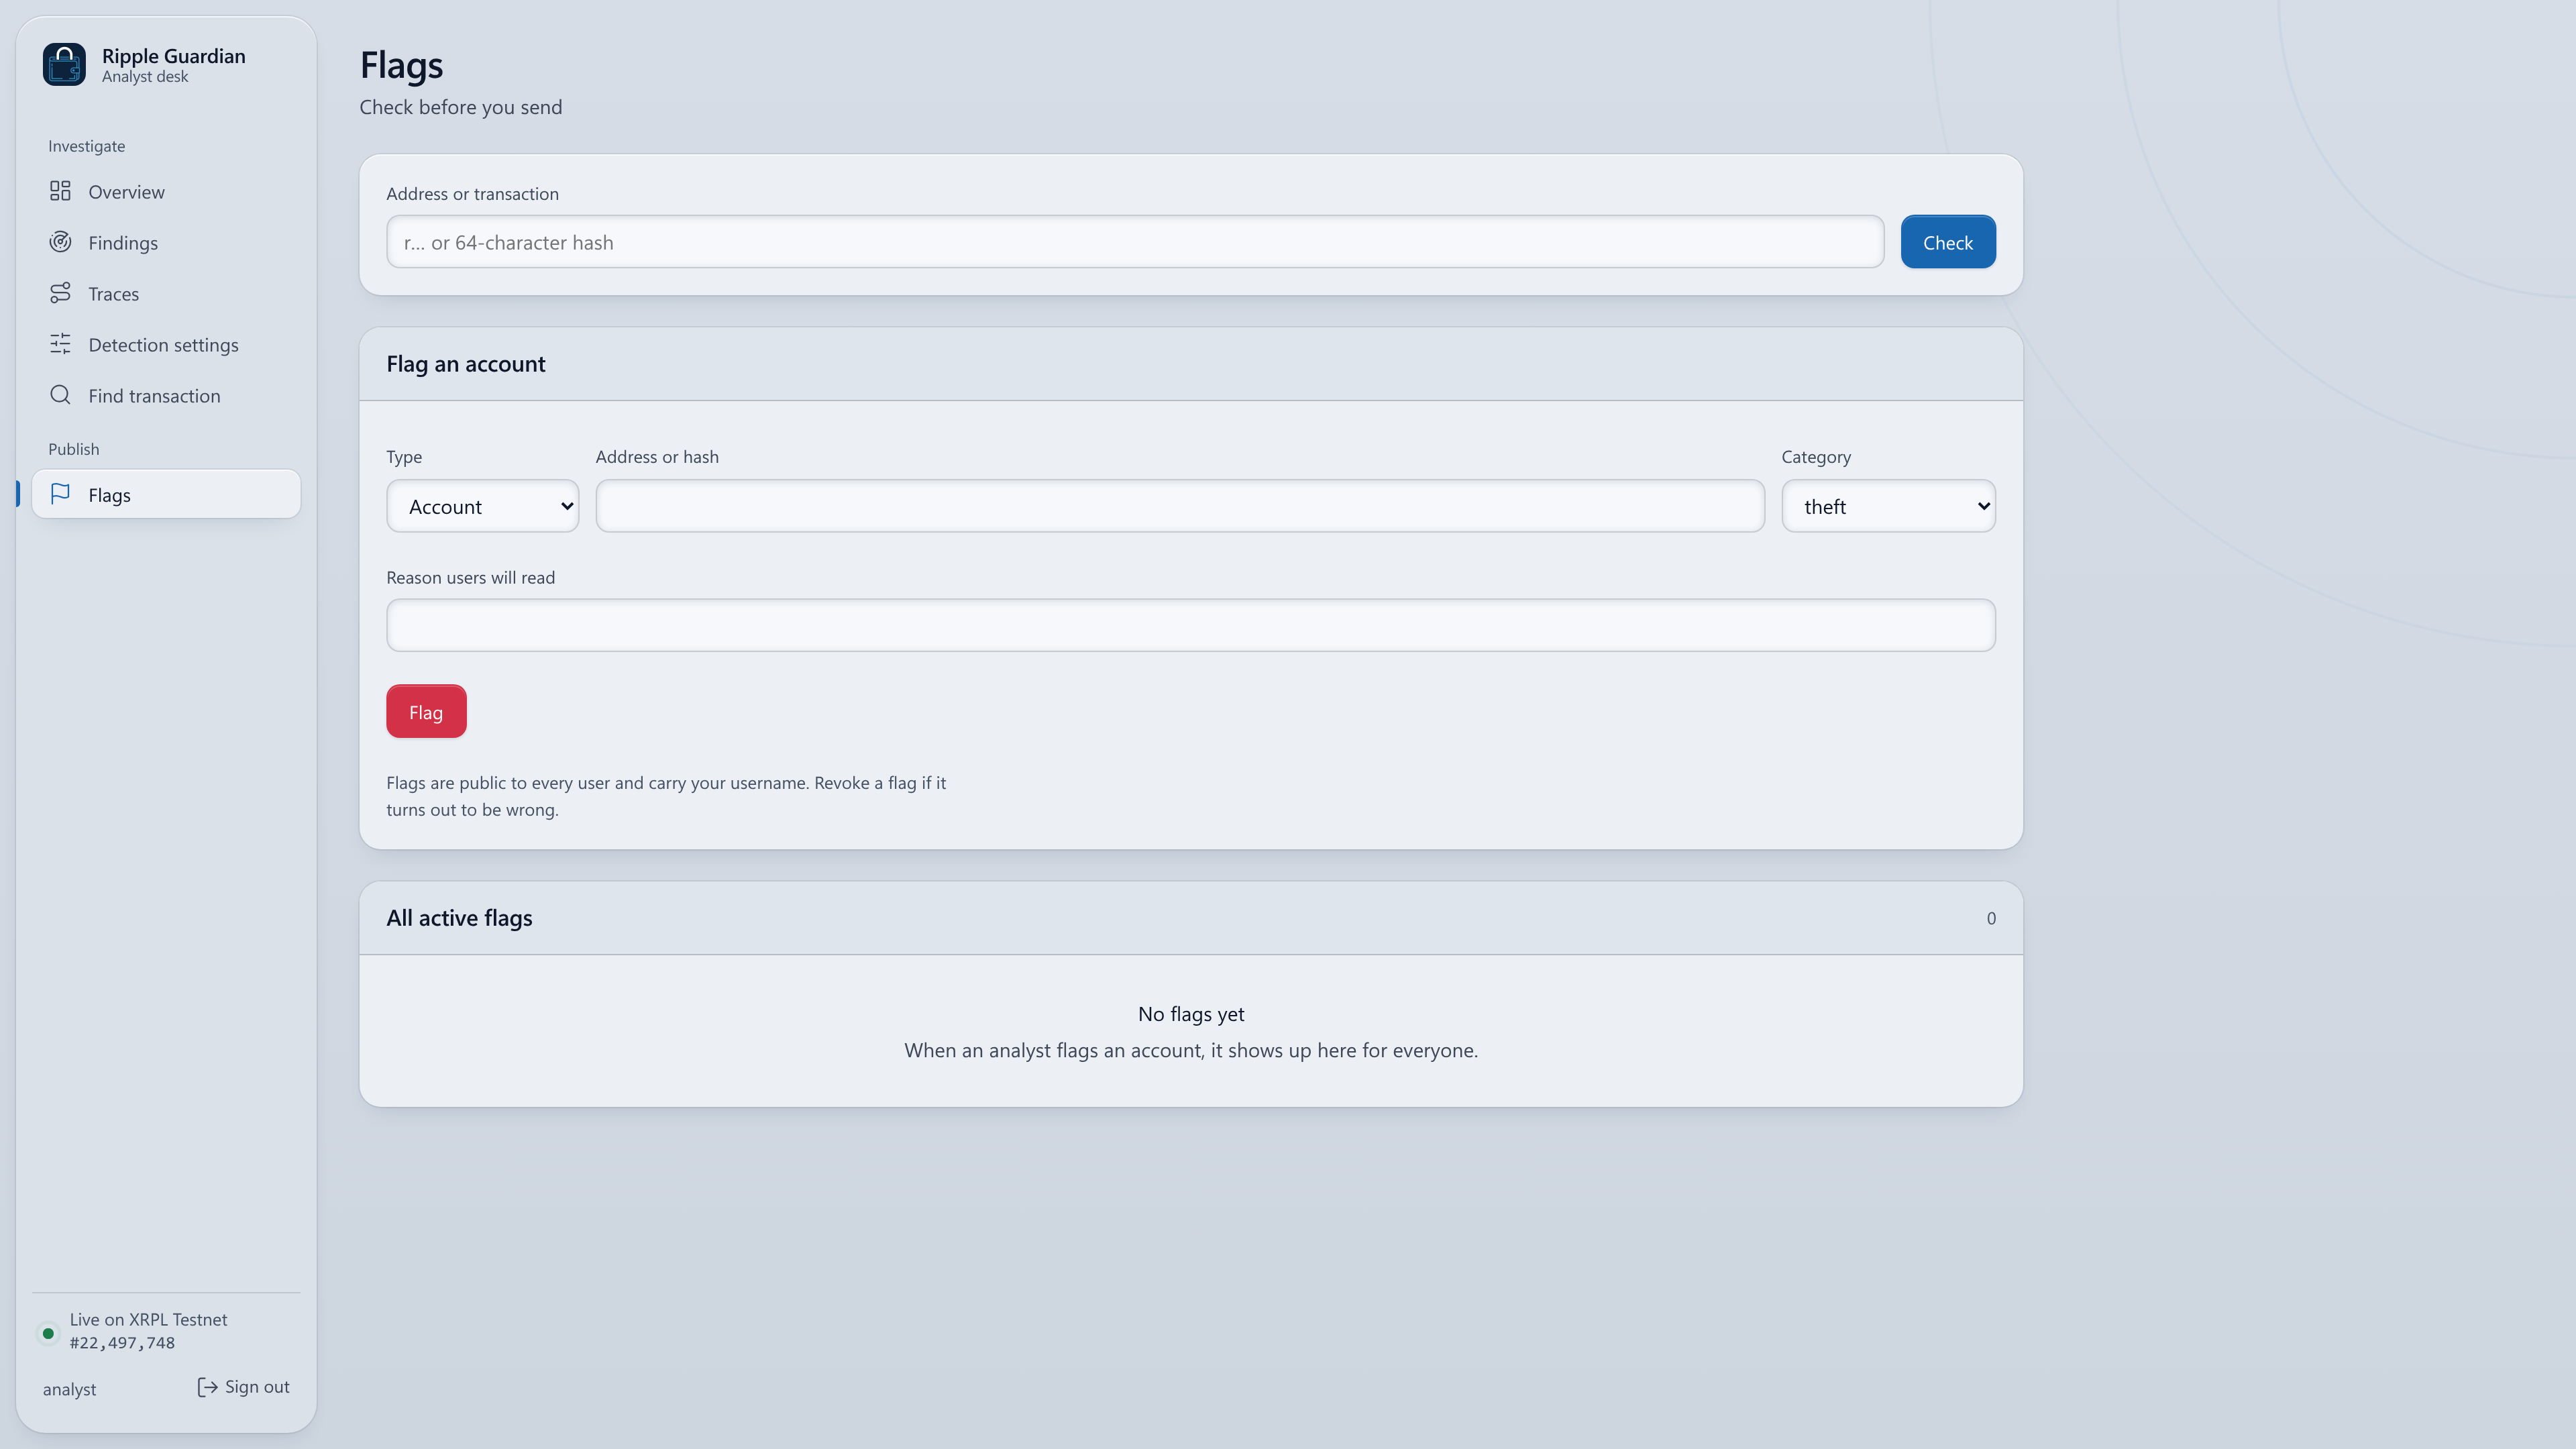 Ripple Guardian
Analyst desk
Investigate
Overview
Findings
Traces
Detection settings
Find transaction
Publish
Flags
Live on XRPL Testnet
#22,497,748
analyst
Sign out
Flags
Check before you send
Address or transaction
r... or 64-character hash
Check
Flag an account
Type
Address or hash
Category
Account
theft
Reason users will read
Flag
Flags are public to every user and carry your username. Revoke a flag if it
turns out to be wrong.
All active flags
0
No flags yet
When an analyst flags an account, it shows up here for everyone.